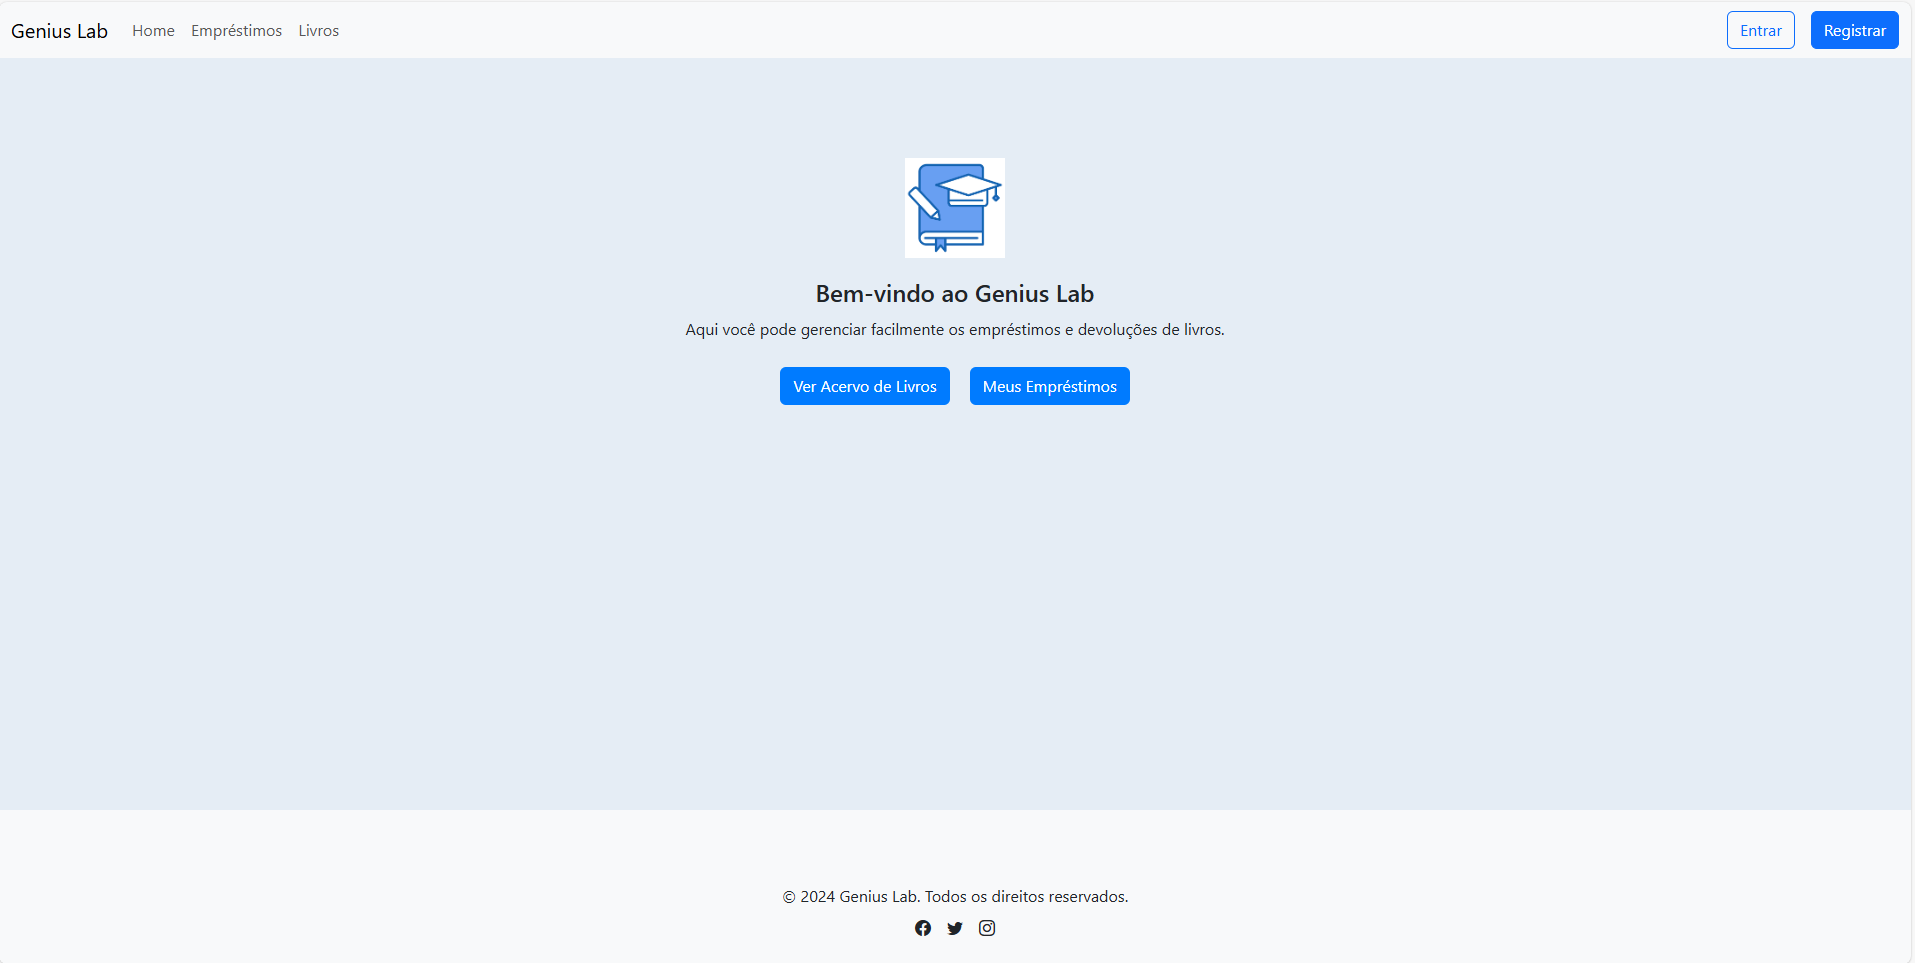 Genius Lab Home Empréstimos Livros Entrar Registrar
Bem-vindo ao Genius Lab
Aqui você pode gerenciar facilmente os empréstimos e devoluções de livros.
Ver Acervo de Livros Meus Empréstimos
© 2024 Genius Lab. Todos os direitos reservados.